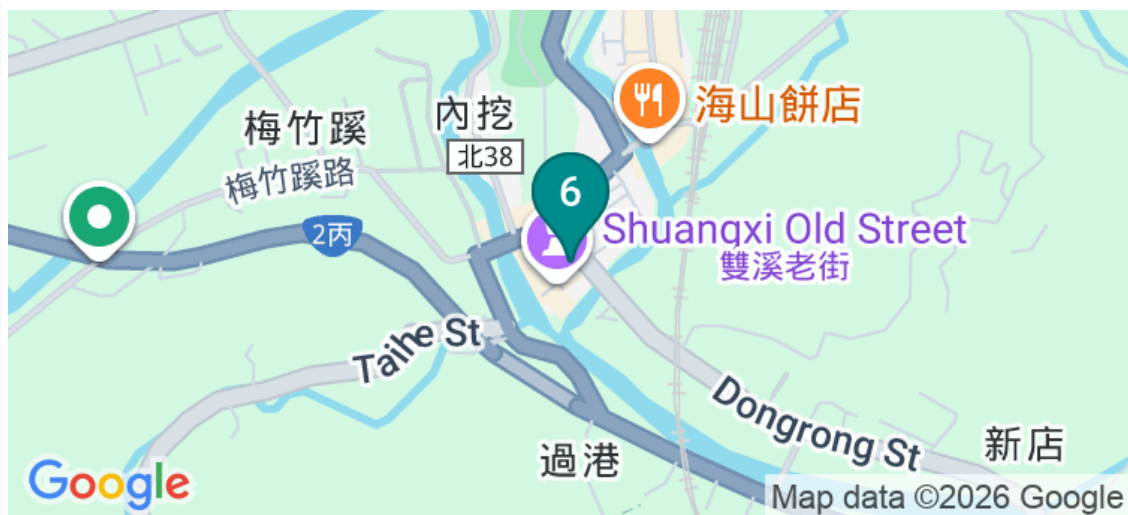 內挖
海山餅店
梅竹蹊
北38
梅竹蹊路
6
Shuangxi Old Street
雙溪老街
2丙
Taihe St
Dongrong St
新店
過港
Google
Map data ©2026 Google